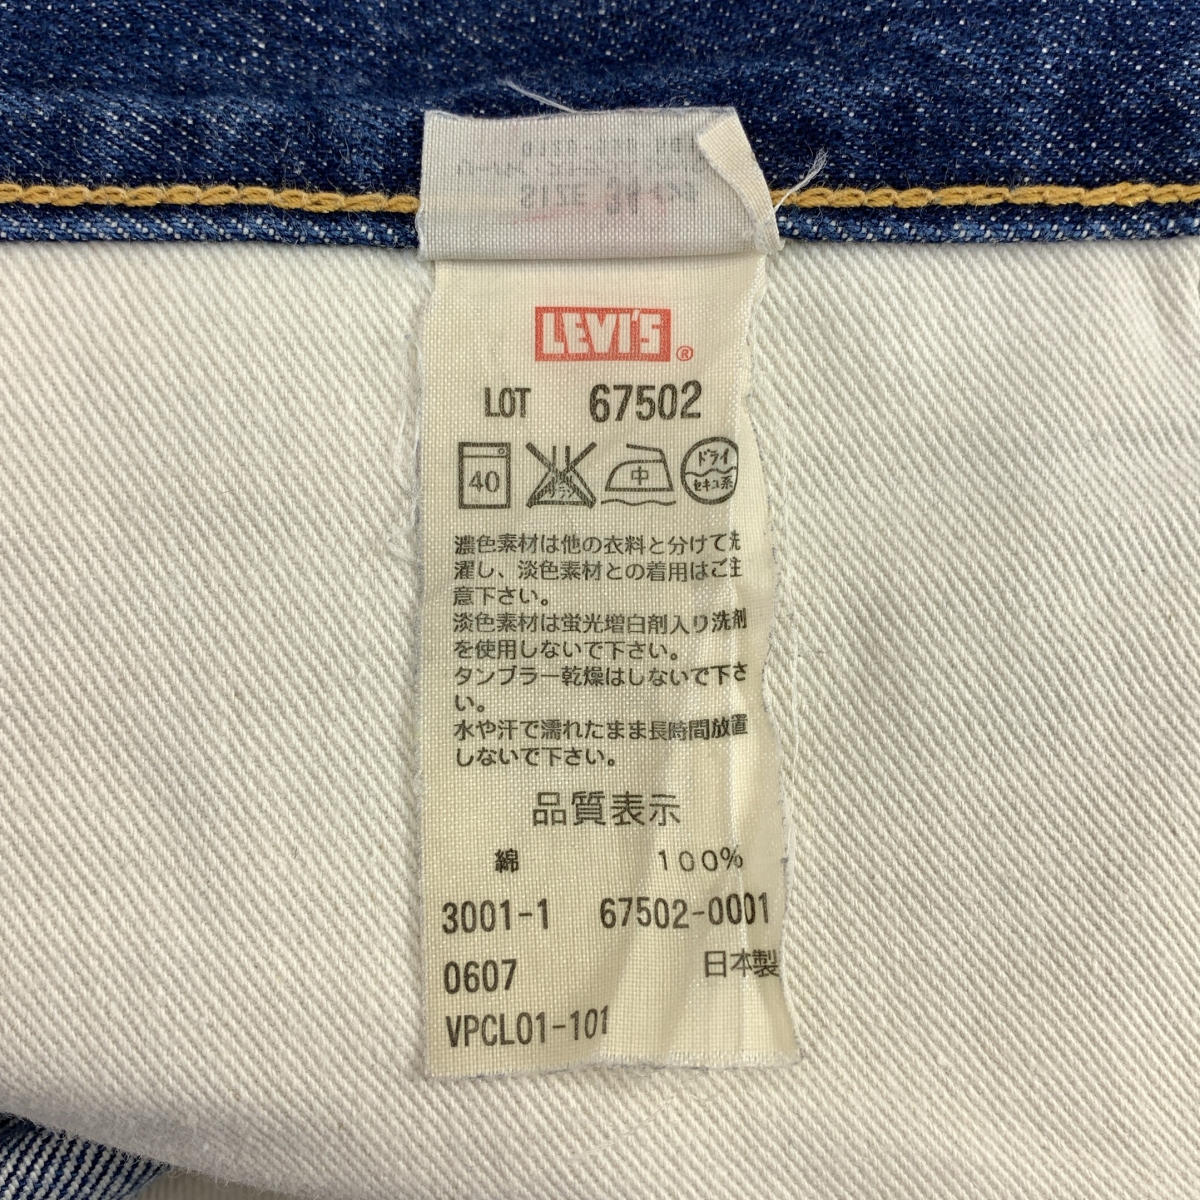 LEVI'S®
LOT 67502
40 中 ドライ
セキユ系
濃色素材は他の衣料と分けて洗
濯し、淡色素材との着用はご注
意下さい。
淡色素材は蛍光増白剤入り洗剤
を使用しないで下さい。
タンブラー乾燥はしないで下さ
い。
水や汗で濡れたまま長時間放置
しないで下さい。
品質表示
綿 100%
3001-1 67502-0001
0607 日本製
VPCL01-101